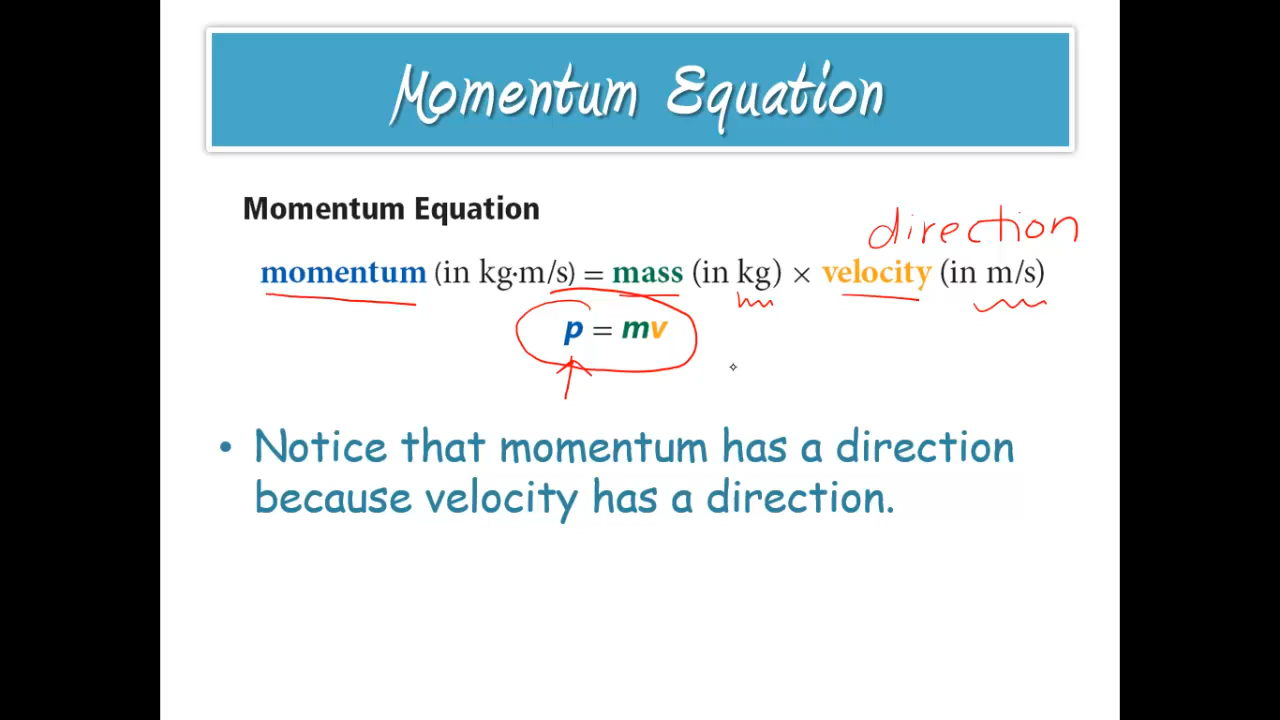 Momentum Equation
Momentum Equation
direction
momentum (in kg·m/s) = mass (in kg) × velocity (in m/s)
p = mv
• Notice that momentum has a direction
because velocity has a direction.